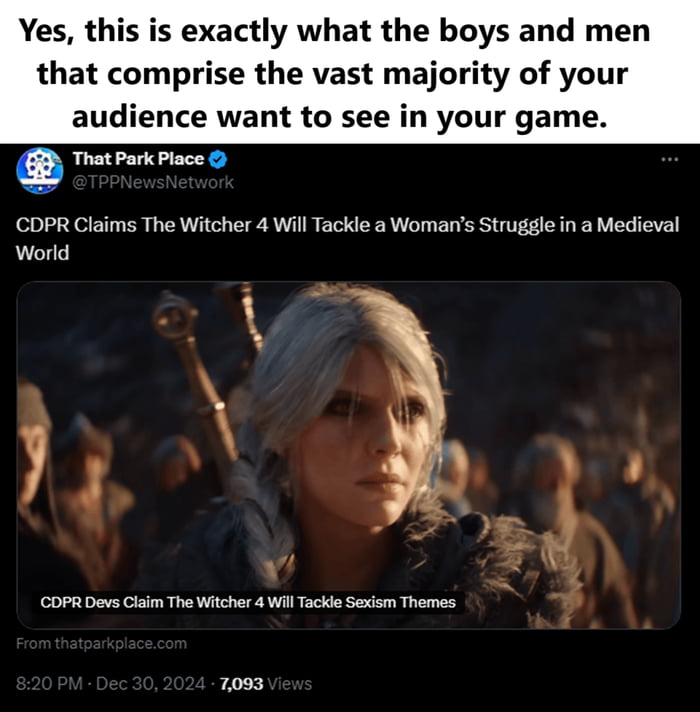 Yes, this is exactly what the boys and men
that comprise the vast majority of your
audience want to see in your game.
That Park Place
@TPPNewsNetwork
CDPR Claims The Witcher 4 Will Tackle a Woman’s Struggle in a Medieval
World
CDPR Devs Claim The Witcher 4 Will Tackle Sexism Themes
From thatparkplace.com
8:20 PM · Dec 30, 2024 · 7,093 Views